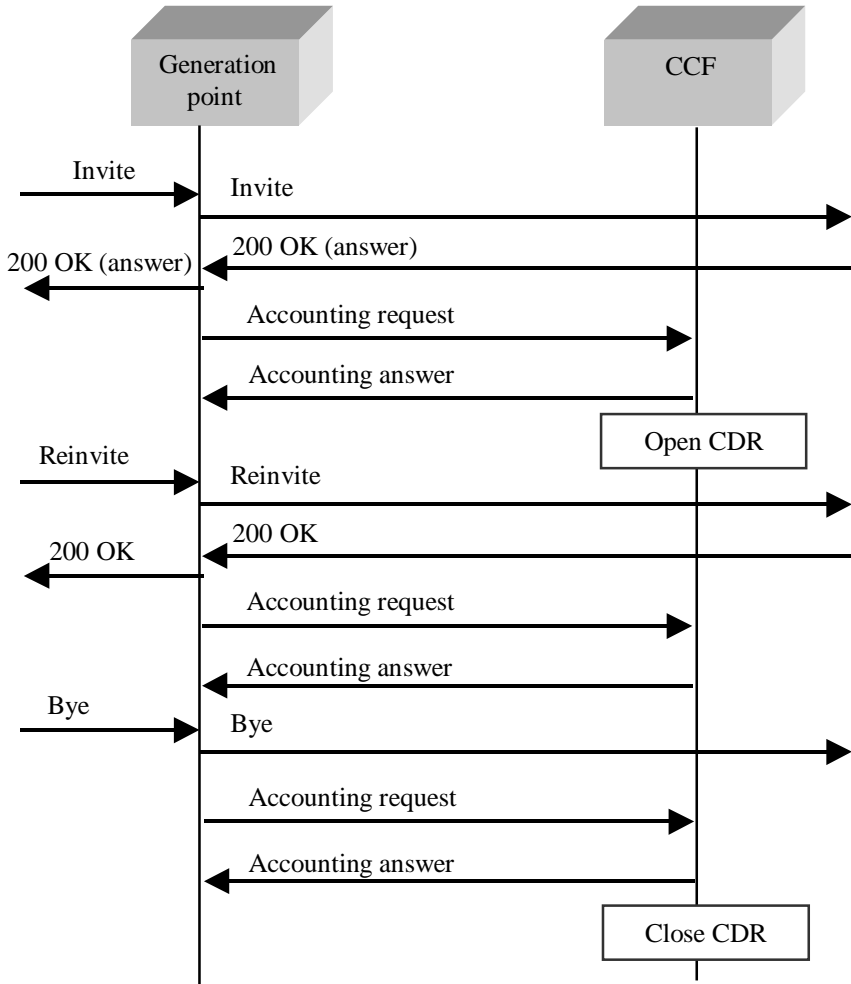 Generation
point
CCF
Invite
Invite
200 OK (answer)
200 OK (answer)
Accounting request
Accounting answer
Open CDR
Reinvite
Reinvite
200 OK
200 OK
Accounting request
Accounting answer
Bye
Bye
Accounting request
Accounting answer
Close CDR